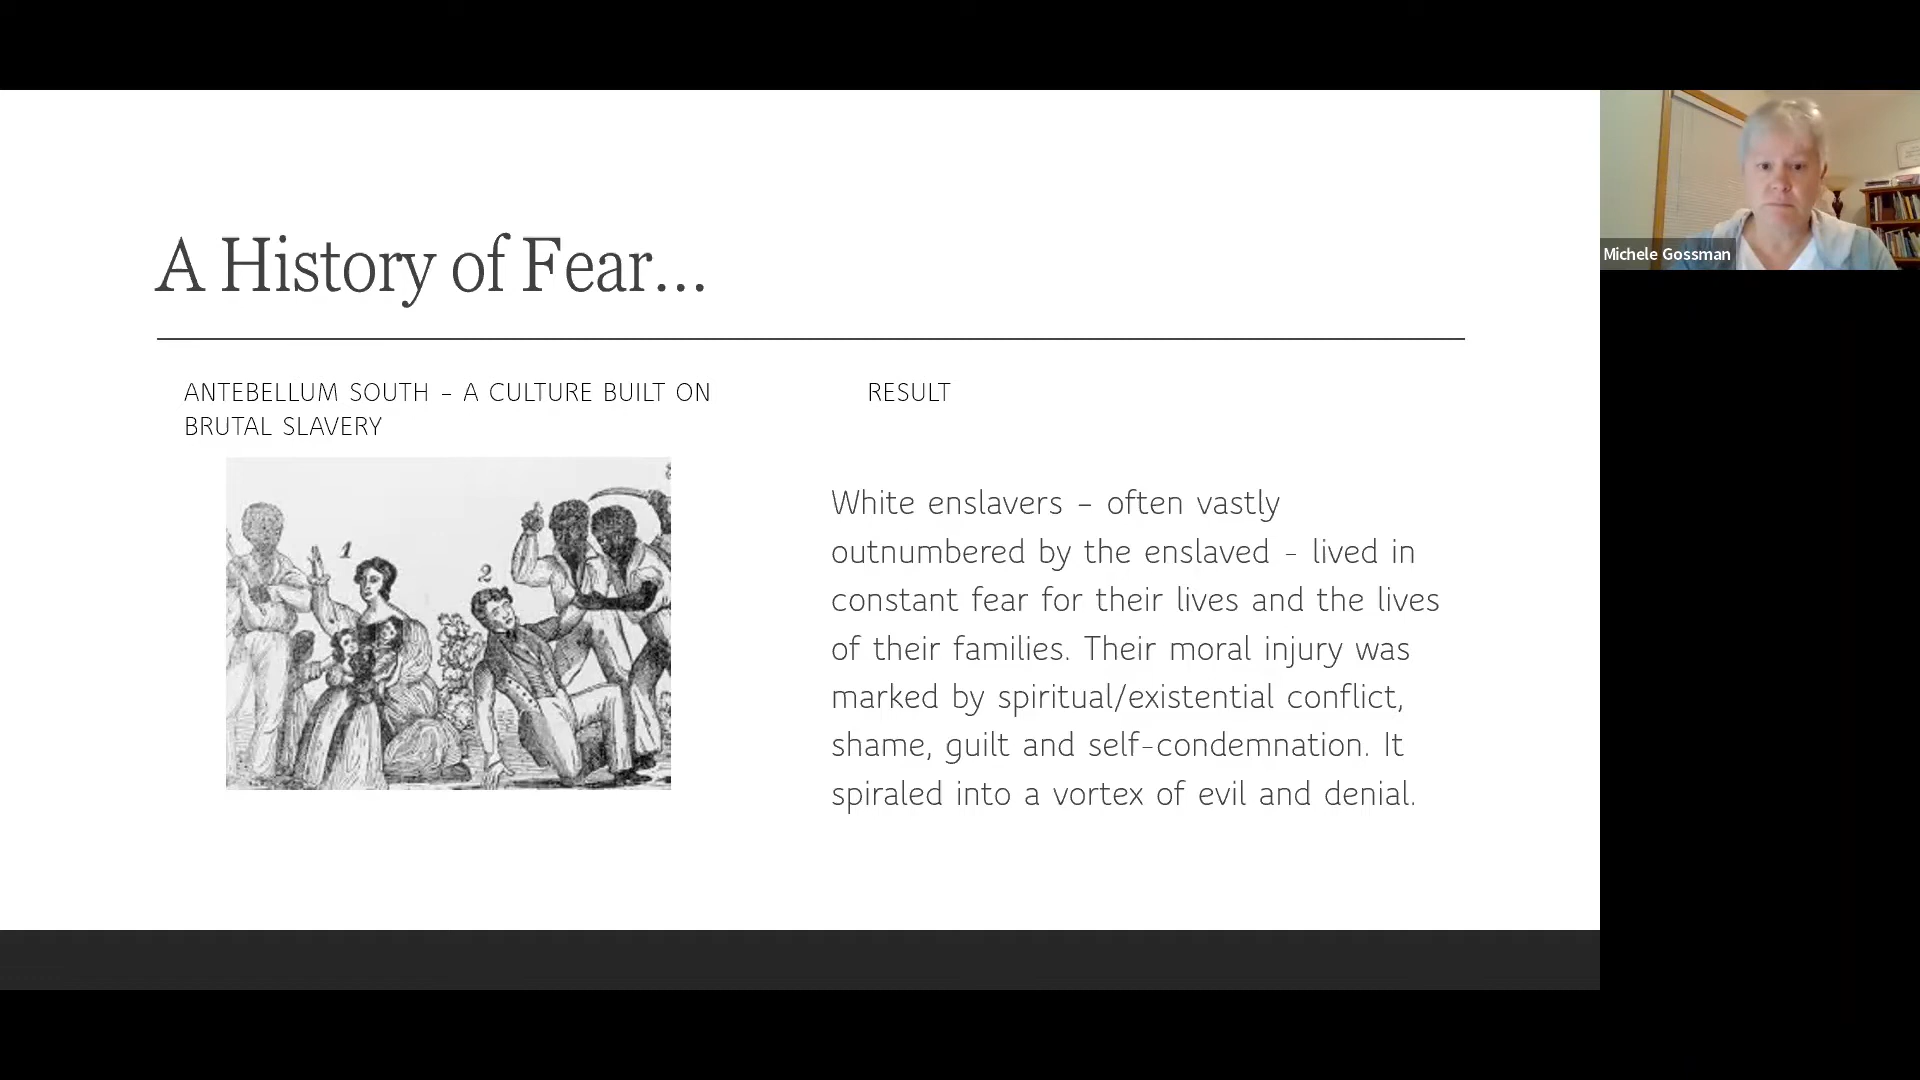 A History of Fear...
ANTEBELLUM SOUTH – A CULTURE BUILT ON
BRUTAL SLAVERY
1
2
RESULT
White enslavers – often vastly
outnumbered by the enslaved - lived in
constant fear for their lives and the lives
of their families. Their moral injury was
marked by spiritual/existential conflict,
shame, guilt and self-condemnation. It
spiraled into a vortex of evil and denial.
Michele Gossman